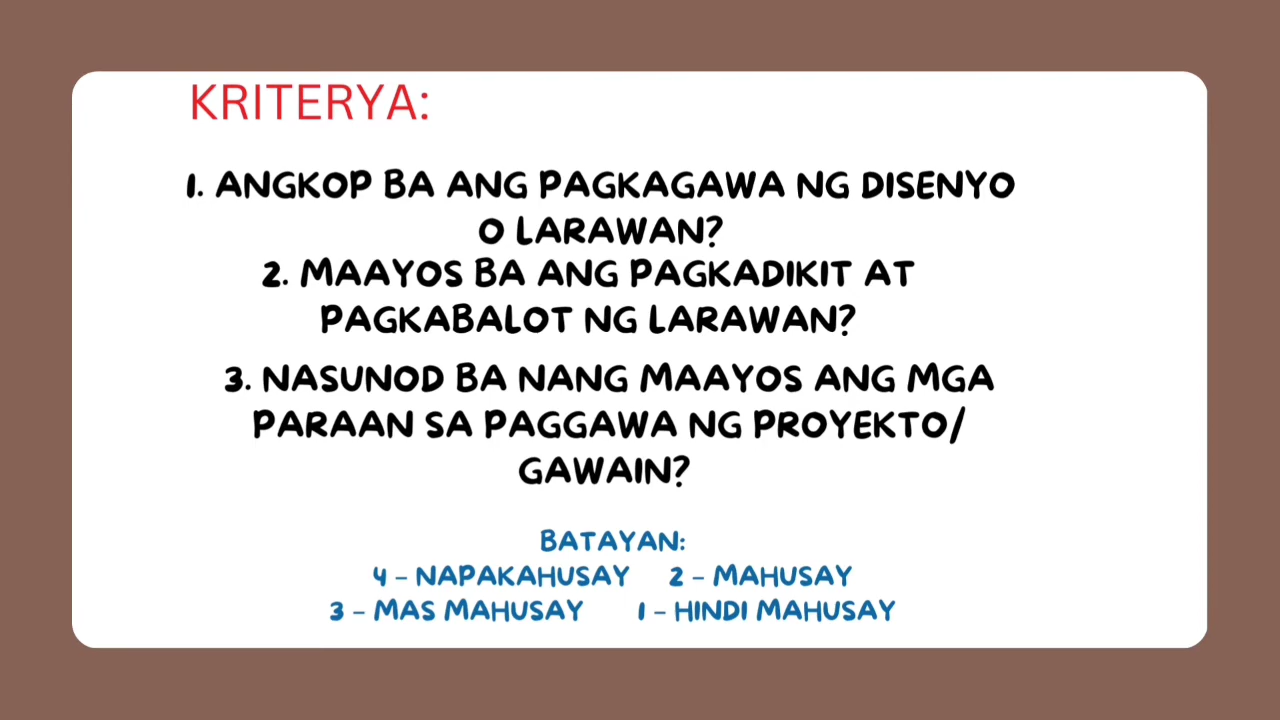 KRITERYA:
1. ANGKOP BA ANG PAGKAGAWA NG DISENYO
O LARAWAN?
2. MAAYOS BA ANG PAGKADIKIT AT
PAGKABALOT NG LARAWAN?
3. NASUNOD BA NANG MAAYOS ANG MGA
PARAAN SA PAGGAWA NG PROYEKTO/
GAWAIN?
BATAYAN:
4 – NAPAKAHUSAY 2 – MAHUSAY
3 – MAS MAHUSAY 1 – HINDI MAHUSAY